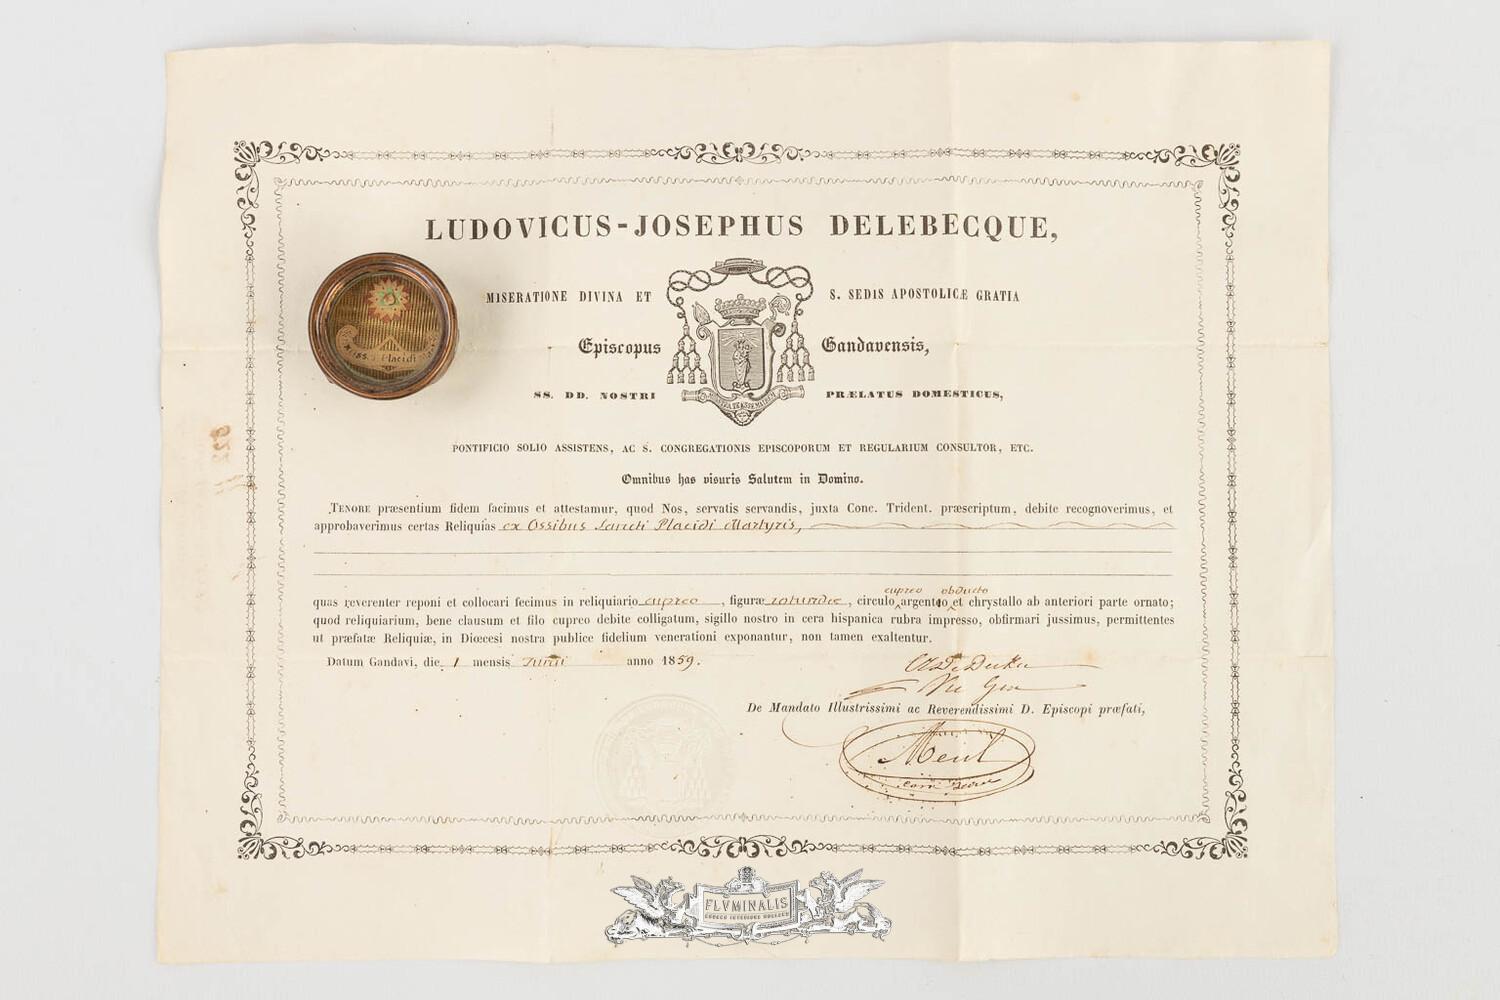 LUDOVICUS-JOSEPHUS DELEBECQUE,
MISERATIONE DIVINA ET S. SEDIS APOSTOLICÆ GRATIA
Episcopus Gandavensis,
SS. DD. NOSTRI PRÆLATUS DOMESTICUS,
PONTIFICIO SOLIO ASSISTENS, AC S. CONGREGATIONIS EPISCOPORUM ET REGULARIUM CONSULTOR, ETC.
Omnibus has visuris Salutem in Domino.
TENORE præsentium fidem facimus et attestamur, quod Nos, servatis servandis, juxta Conc. Trident. præscriptum, debite recognoverimus, et
approbaverimus certas Reliquias ex Ossibus Sancti Placidi Martyris,
cupreo obducto
quas reverenter reponi et collocari fecimus in reliquiario cupreo, figuræ rotundæ, circulo argenteo et chrystallo ab anteriori parte ornato;
quod reliquiarium, bene clausum et filo cupreo debite colligatum, sigillo nostro in cera hispanica rubra impresso, obfirmari jussimus, permittentes
ut præfatæ Reliquiæ, in Diœcesi nostra publice fidelium venerationi exponantur, non tamen exaltentur.
Datum Gandavi, die 1 mensis Junii anno 1859.
Vic Gen
De Mandato Illustrissimi ac Reverendissimi D. Episcopi præfati,
Placidi
FLVMINALIS